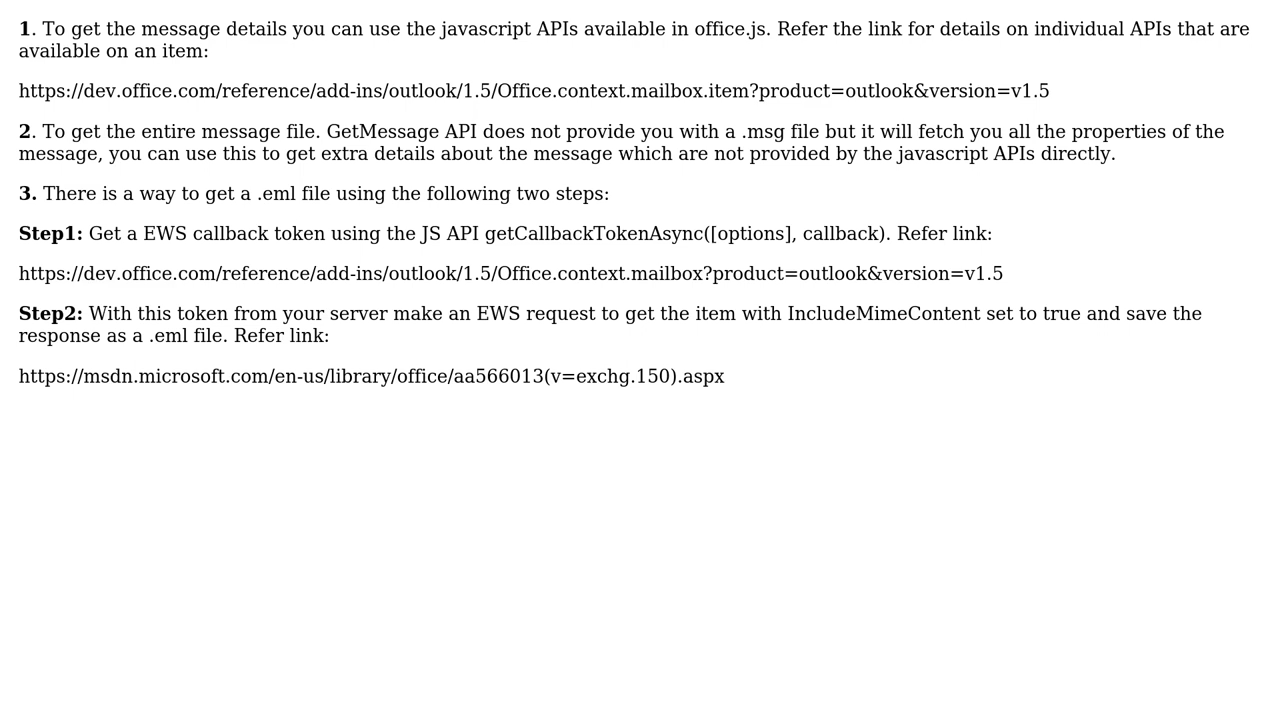 1. To get the message details you can use the javascript APIs available in office.js. Refer the link for details on individual APIs that are
available on an item:
https://dev.office.com/reference/add-ins/outlook/1.5/Office.context.mailbox.item?product=outlook&version=v1.5
2. To get the entire message file. GetMessage API does not provide you with a .msg file but it will fetch you all the properties of the
message, you can use this to get extra details about the message which are not provided by the javascript APIs directly.
3. There is a way to get a .eml file using the following two steps:
Step1: Get a EWS callback token using the JS API getCallbackTokenAsync([options], callback). Refer link:
https://dev.office.com/reference/add-ins/outlook/1.5/Office.context.mailbox?product=outlook&version=v1.5
Step2: With this token from your server make an EWS request to get the item with IncludeMimeContent set to true and save the
response as a .eml file. Refer link:
https://msdn.microsoft.com/en-us/library/office/aa566013(v=exchg.150).aspx